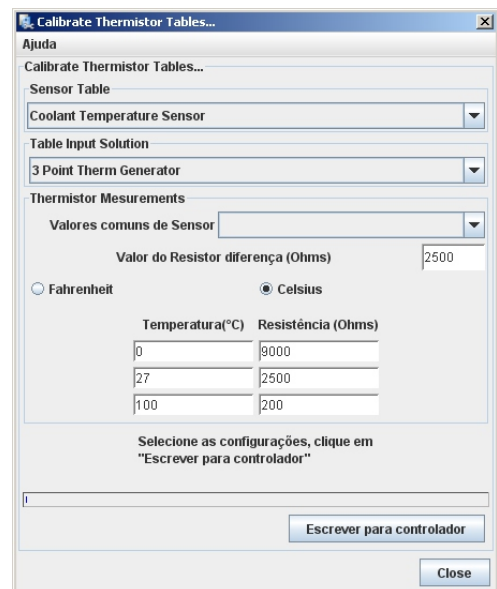 Calibrate Thermistor Tables...
Ajuda
Calibrate Thermistor Tables...
Sensor Table
Coolant Temperature Sensor
Table Input Solution
3 Point Therm Generator
Thermistor Mesurements
Valores comuns de Sensor
Valor do Resistor diferença (Ohms) 2500
Fahrenheit Celsius
Temperatura(°C) Resistência (Ohms)
0 9000
27 2500
100 200
Selecione as configurações, clique em
"Escrever para controlador"
Escrever para controlador
Close